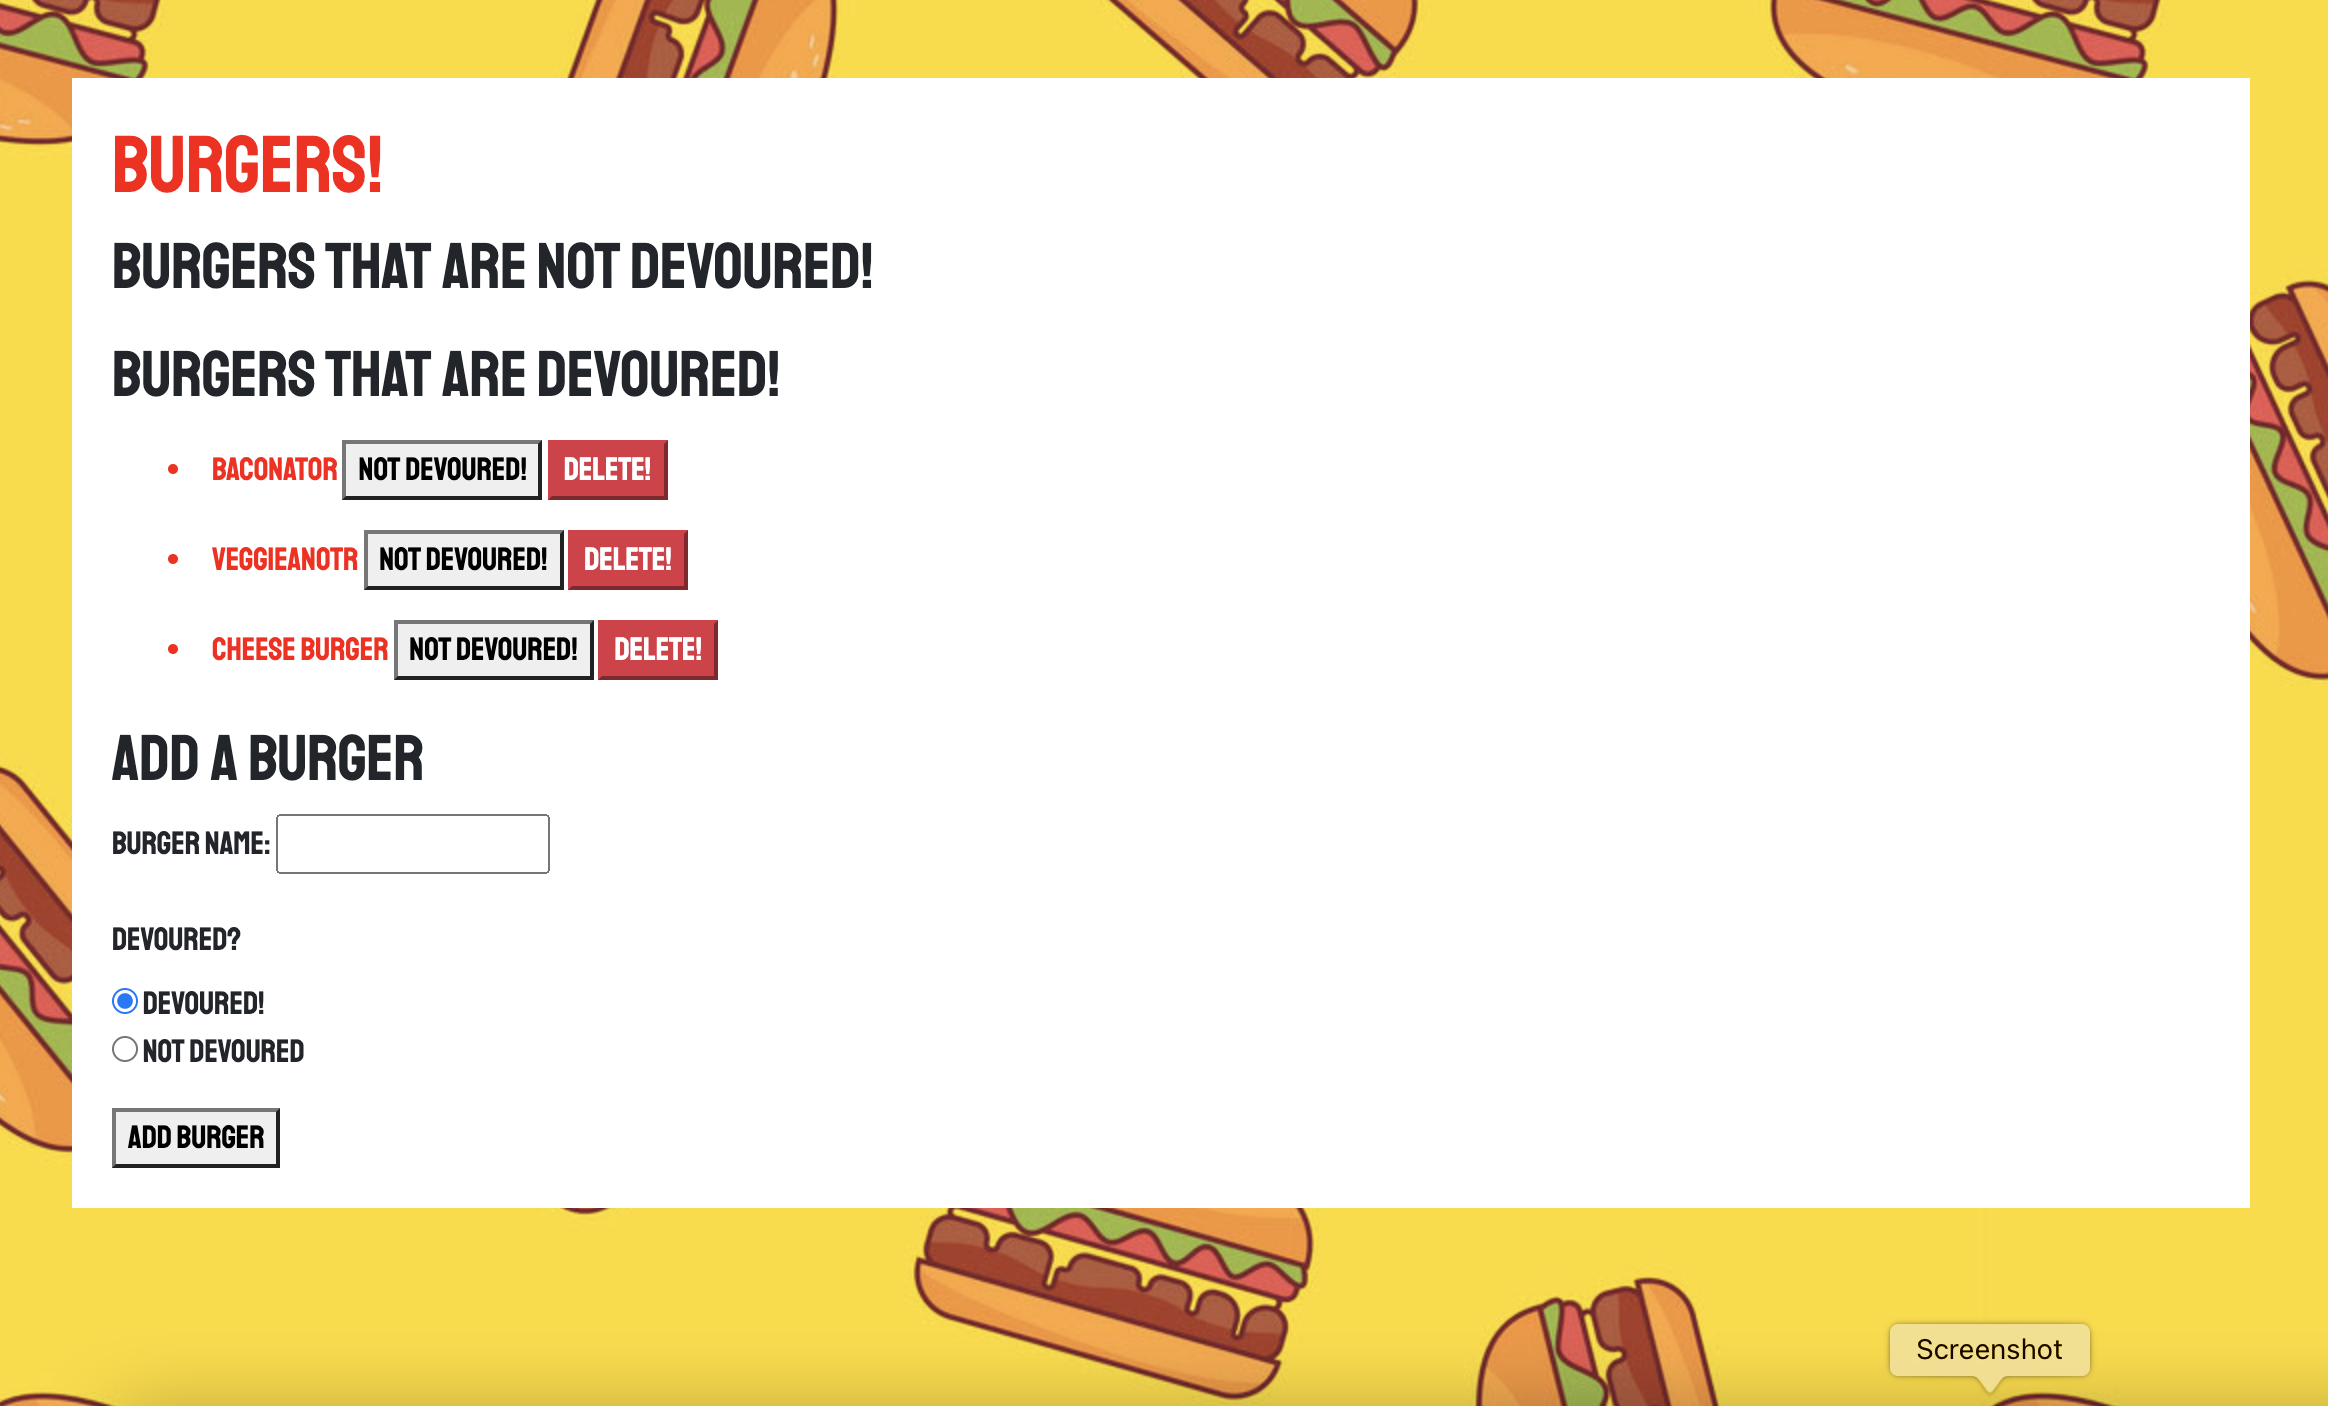 BURGERS!
BURGERS THAT ARE NOT DEVOURED!
BURGERS THAT ARE DEVOURED!
• BACONATOR NOT DEVOURED! DELETE!
• VEGGIEANOTR NOT DEVOURED! DELETE!
• CHEESE BURGER NOT DEVOURED! DELETE!
ADD A BURGER
BURGER NAME:
DEVOURED?
DEVOURED!
NOT DEVOURED
ADD BURGER
Screenshot